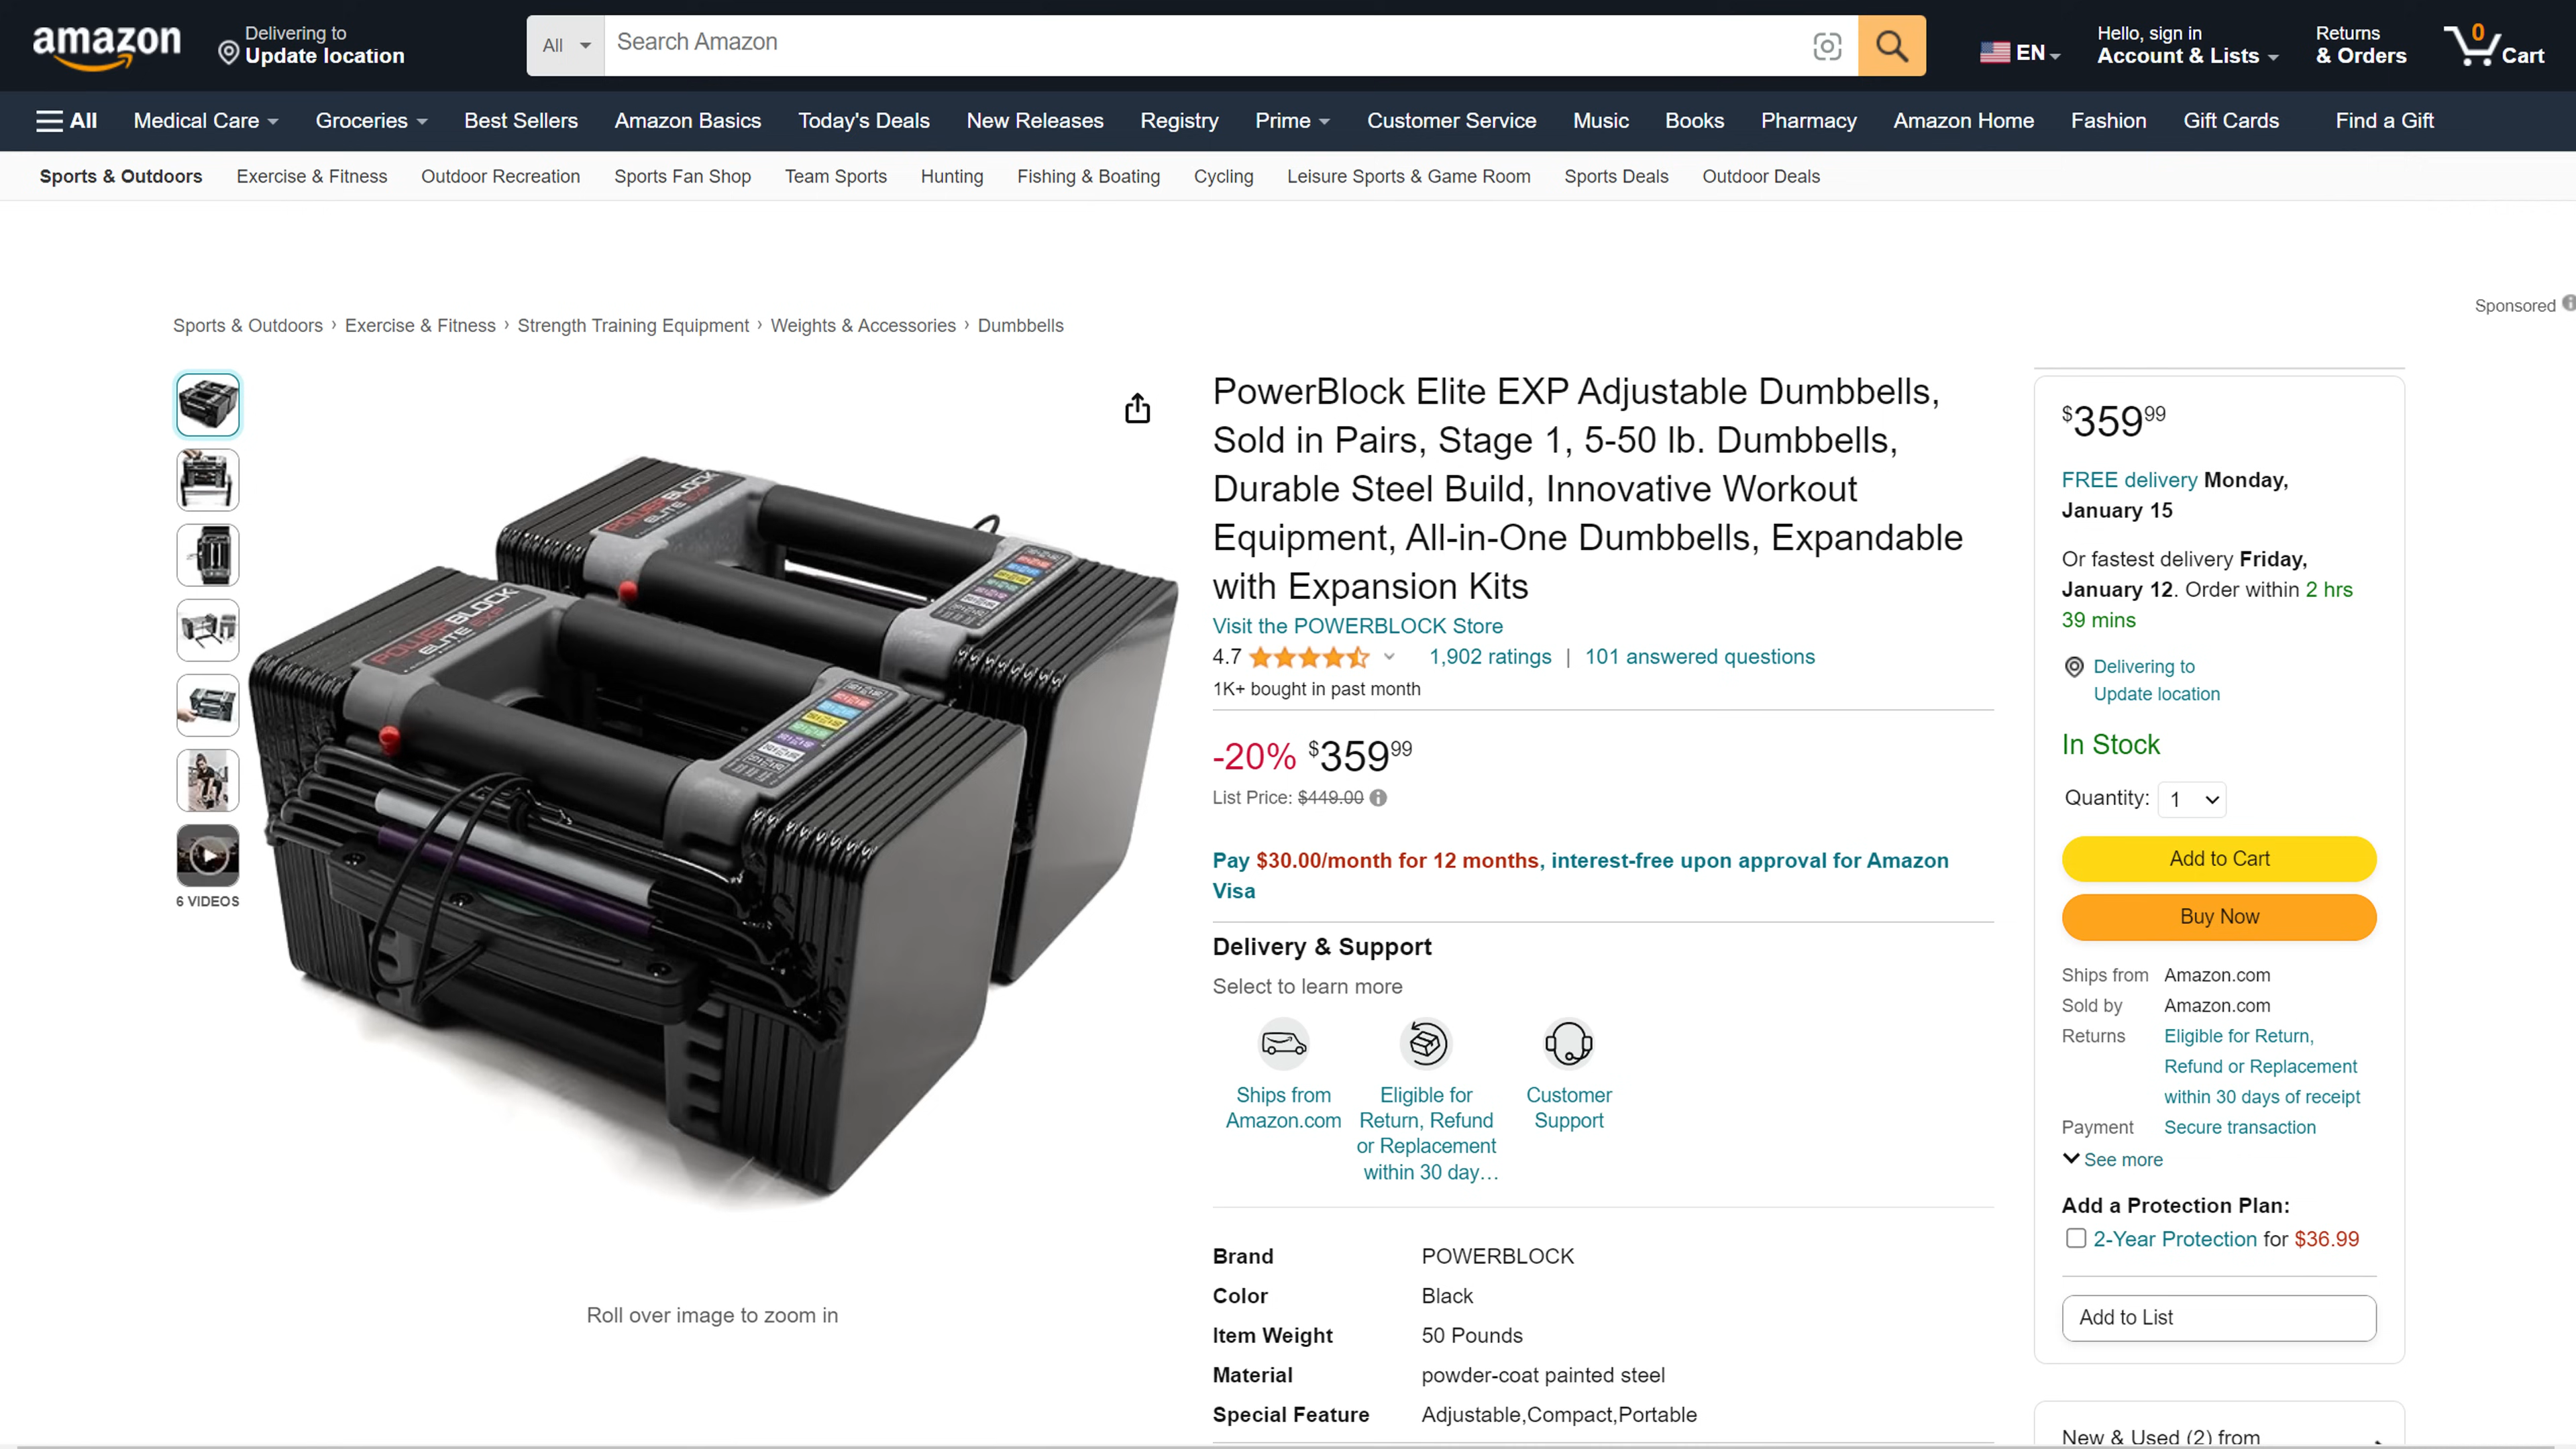 amazon
Delivering to
Update location
All
Search Amazon
EN
Hello, sign in
Account & Lists
Returns
& Orders
0
Cart
All
Medical Care
Groceries
Best Sellers
Amazon Basics
Today's Deals
New Releases
Registry
Prime
Customer Service
Music
Books
Pharmacy
Amazon Home
Fashion
Gift Cards
Find a Gift
Sports & Outdoors
Exercise & Fitness
Outdoor Recreation
Sports Fan Shop
Team Sports
Hunting
Fishing & Boating
Cycling
Leisure Sports & Game Room
Sports Deals
Outdoor Deals
Sponsored
Sports & Outdoors › Exercise & Fitness › Strength Training Equipment › Weights & Accessories › Dumbbells
6 VIDEOS
POWERBLOCK
ELITE EXP
POWERBLOCK
ELITE EXP
Roll over image to zoom in
PowerBlock Elite EXP Adjustable Dumbbells,
Sold in Pairs, Stage 1, 5-50 lb. Dumbbells,
Durable Steel Build, Innovative Workout
Equipment, All-in-One Dumbbells, Expandable
with Expansion Kits
Visit the POWERBLOCK Store
4.7
1,902 ratings | 101 answered questions
1K+ bought in past month
-20% $359 99
List Price: $449.00
Pay $30.00/month for 12 months, interest-free upon approval for Amazon
Visa
Delivery & Support
Select to learn more
Ships from
Amazon.com
Eligible for
Return, Refund
or Replacement
within 30 day…
Customer
Support
Brand POWERBLOCK
Color Black
Item Weight 50 Pounds
Material powder-coat painted steel
Special Feature Adjustable,Compact,Portable
$359 99
FREE delivery Monday,
January 15
Or fastest delivery Friday,
January 12. Order within 2 hrs
39 mins
Delivering to
Update location
In Stock
Quantity: 1
Add to Cart
Buy Now
Ships from Amazon.com
Sold by Amazon.com
Returns Eligible for Return,
Refund or Replacement
within 30 days of receipt
Payment Secure transaction
See more
Add a Protection Plan:
2-Year Protection for $36.99
Add to List
New & Used (2) from